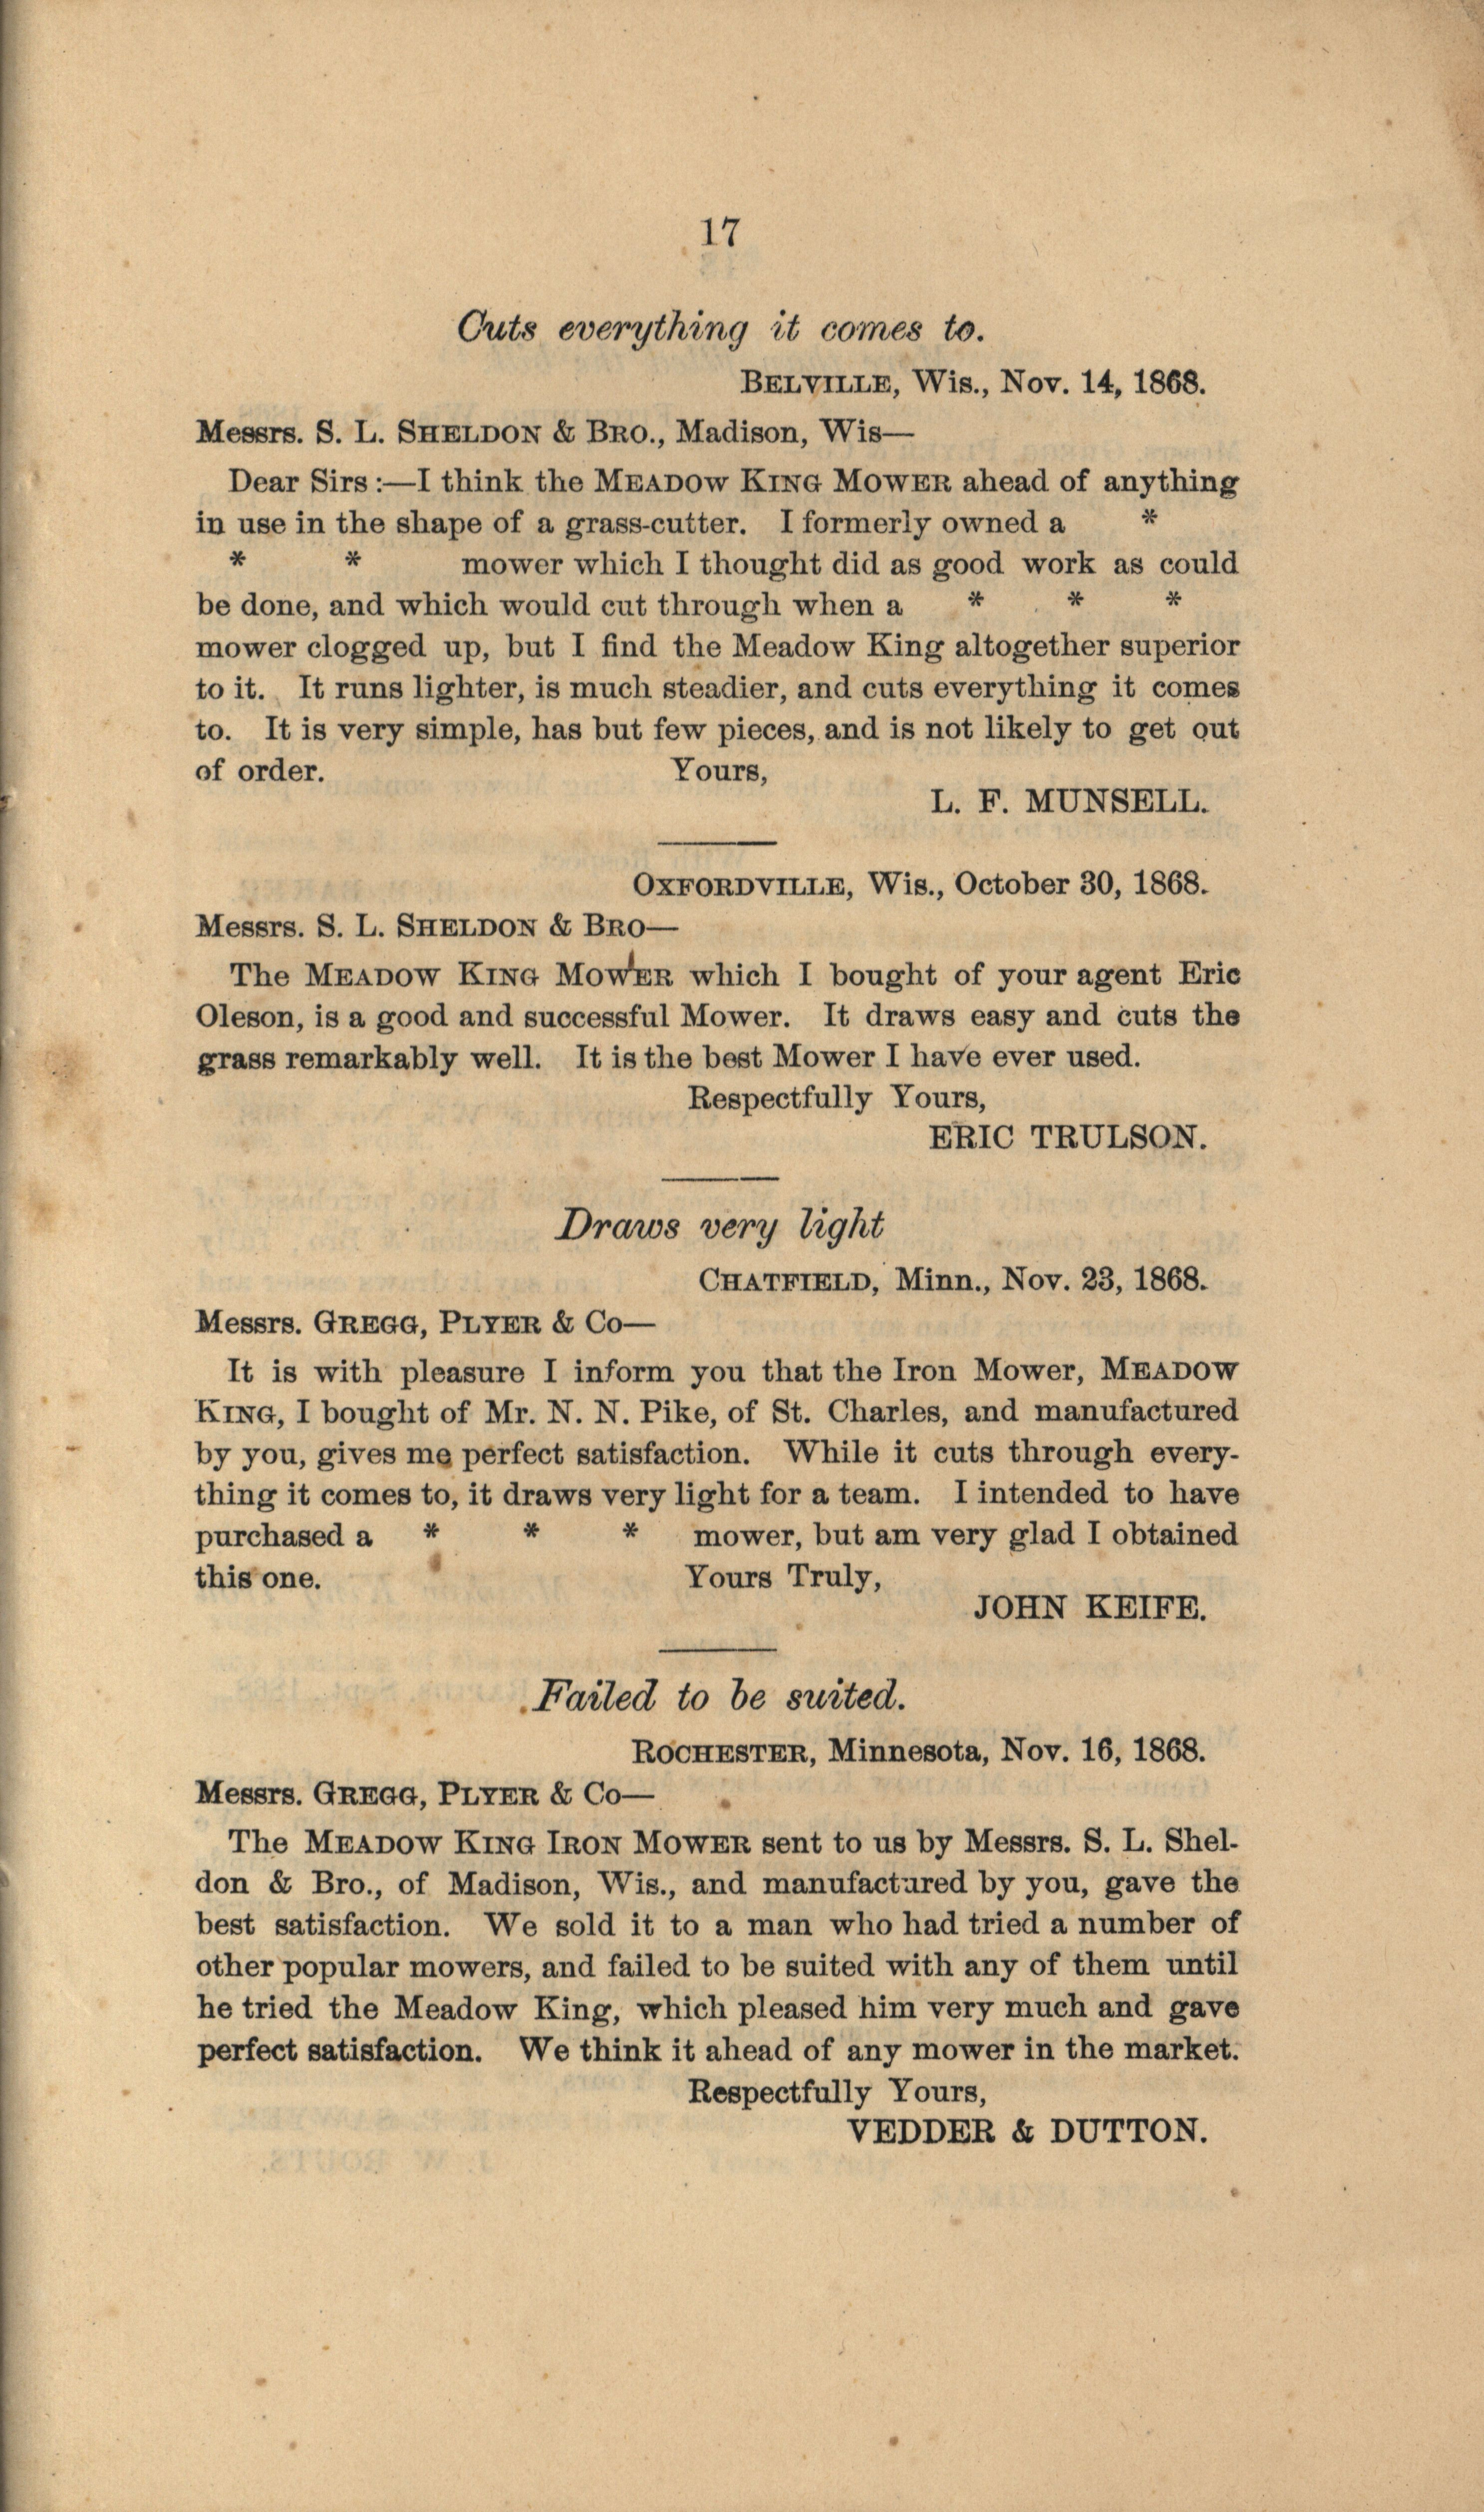 17
Cuts everything it comes to.
BELVILLE, Wis., Nov. 14, 1868.
Messrs. S. L. SHELDON & BRO., Madison, Wis—
Dear Sirs :—I think the MEADOW KING MOWER ahead of anything
in use in the shape of a grass-cutter. I formerly owned a *
* * mower which I thought did as good work as could
be done, and which would cut through when a * * *
mower clogged up, but I find the Meadow King altogether superior
to it. It runs lighter, is much steadier, and cuts everything it comes
to. It is very simple, has but few pieces, and is not likely to get out
of order. Yours,
L. F. MUNSELL.
OXFORDVILLE, Wis., October 30, 1868.
Messrs. S. L. SHELDON & BRO—
The MEADOW KING MOWER which I bought of your agent Eric
Oleson, is a good and successful Mower. It draws easy and cuts the
grass remarkably well. It is the best Mower I have ever used.
Respectfully Yours,
ERIC TRULSON.
Draws very light
CHATFIELD, Minn., Nov. 23, 1868.
Messrs. GREGG, PLYER & Co—
It is with pleasure I inform you that the Iron Mower, MEADOW
KING, I bought of Mr. N. N. Pike, of St. Charles, and manufactured
by you, gives me perfect satisfaction. While it cuts through every-
thing it comes to, it draws very light for a team. I intended to have
purchased a * * * mower, but am very glad I obtained
this one. Yours Truly,
JOHN KEIFE.
Failed to be suited.
ROCHESTER, Minnesota, Nov. 16, 1868.
Messrs. GREGG, PLYER & Co—
The MEADOW KING IRON MOWER sent to us by Messrs. S. L. Shel-
don & Bro., of Madison, Wis., and manufactured by you, gave the
best satisfaction. We sold it to a man who had tried a number of
other popular mowers, and failed to be suited with any of them until
he tried the Meadow King, which pleased him very much and gave
perfect satisfaction. We think it ahead of any mower in the market.
Respectfully Yours,
VEDDER & DUTTON.